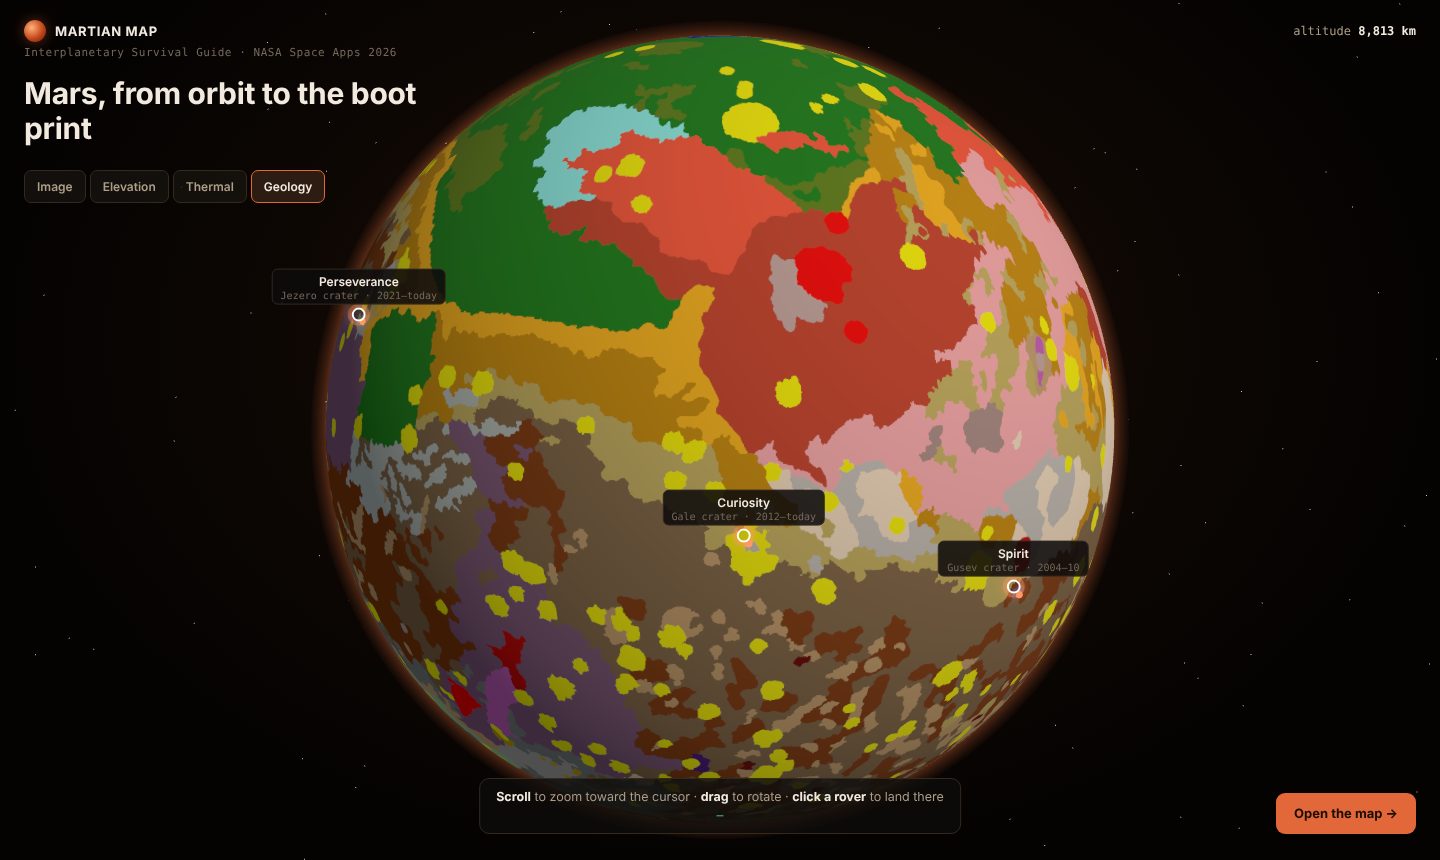 MARTIAN MAP
Interplanetary Survival Guide · NASA Space Apps 2026
altitude 8,813 km
Mars, from orbit to the boot
print
Image
Elevation
Thermal
Geology
Perseverance
Jezero crater · 2021–today
Curiosity
Gale crater · 2012–today
Spirit
Gusev crater · 2004–10
Scroll to zoom toward the cursor · drag to rotate · click a rover to land there
–
Open the map →